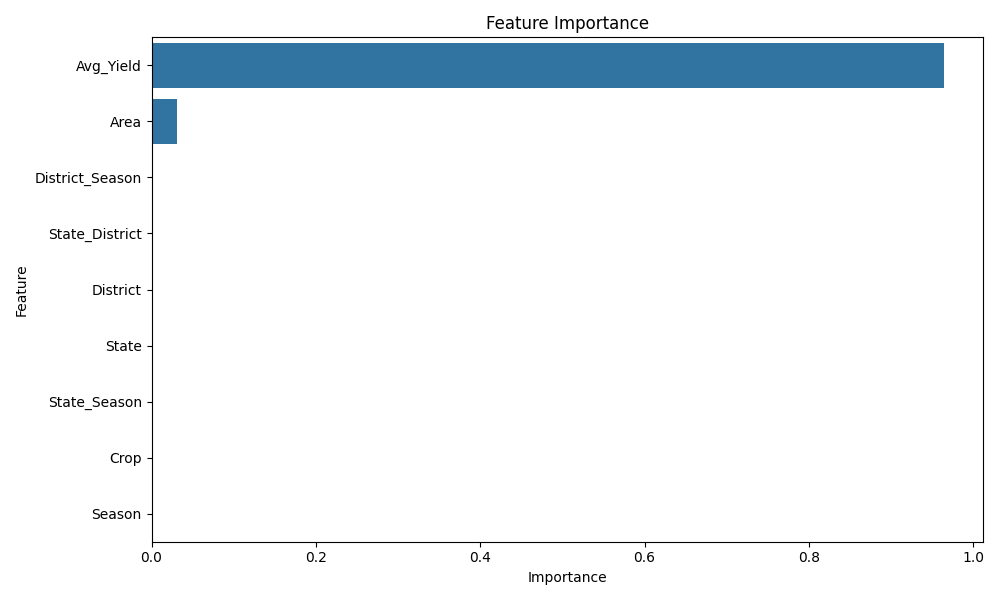 Feature Importance
Avg_Yield
Area
District_Season
State_District
District
State
State_Season
Crop
Season
Feature
0.0 0.2 0.4 0.6 0.8 1.0
Importance